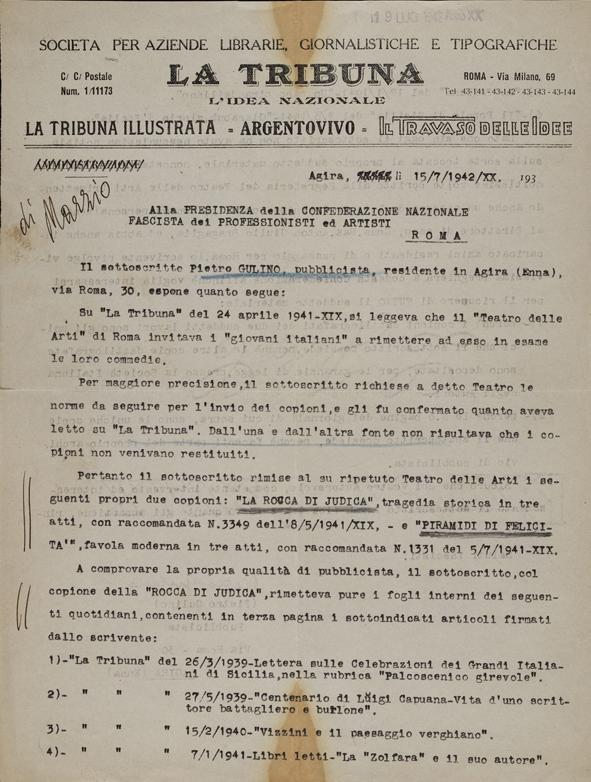 SOCIETA PER AZIENDE LIBRARIE, GIORNALISTICHE E TIPOGRAFICHE
C/C Postale
Num. 1/11173
LA TRIBUNA
L'IDEA NAZIONALE
ROMA - Via Milano, 69
Tel 43-141 - 43-142 - 43-143 - 43-144
LA TRIBUNA ILLUSTRATA = ARGENTOVIVO = IL TRAVASO DELLE IDEE
AMMINISTRAZIONE
Agira, li 15/7/1942/XX. 193
di Marzio
Alla PRESIDENZA della CONFEDERAZIONE NAZIONALE
FASCISTA dei PROFESSIONISTI ed ARTISTI
ROMA
Il sottoscritto Pietro GULINO, pubblicista, residente in Agira (Enna),
via Roma, 30, espone quanto segue:
Su "La Tribuna" del 24 aprile 1941-XIX,si leggeva che il "Teatro delle
Arti" di Roma invitava i "giovani italiani" a rimettere ad esso in esame
le loro commedie.
Per maggiore precisione,il sottoscritto richiese a detto Teatro le
norme da seguire per l'invio dei copioni,e gli fu confermato quanto aveva
letto su "La Tribuna". Dall'una e dall'altra fonte non risultava che i co-
pioni non venivano restituiti.
Pertanto il sottoscritto rimise al su ripetuto Teatro delle Arti i se-
guenti propri due copioni: "LA ROCCA DI JUDICA",tragedia storica in tre
atti, con raccomandata N.3349 dell'8/5/1941/XIX, - e "PIRAMIDI DI FELICI-
TA'",favola moderna in tre atti, con raccomandata N.1331 del 5/7/1941-XIX.
A comprovare la propria qualità di pubblicista, il sottoscritto,col
copione della "ROCCA DI JUDICA",rimetteva pure i fogli interni dei seguen-
ti quotidiani,contenenti in terza pagina i sottoindicati articoli firmati
dallo scrivente:
1)-"La Tribuna" del 26/3/1939-Lettera sulle Celebrazioni dei Grandi Italia-
ni di Sicilia,nella rubrica "Palcoscenico girevole".
2)- " " " 27/5/1939-"Centenario di Luigi Capuana-Vita d'uno scrit-
tore battagliero e burlone".
3)- " " " 15/2/1940-"Vizzini e il paesaggio verghiano".
4)- " " " 7/1/1941-Libri letti-"La "Zolfara" e il suo autore".